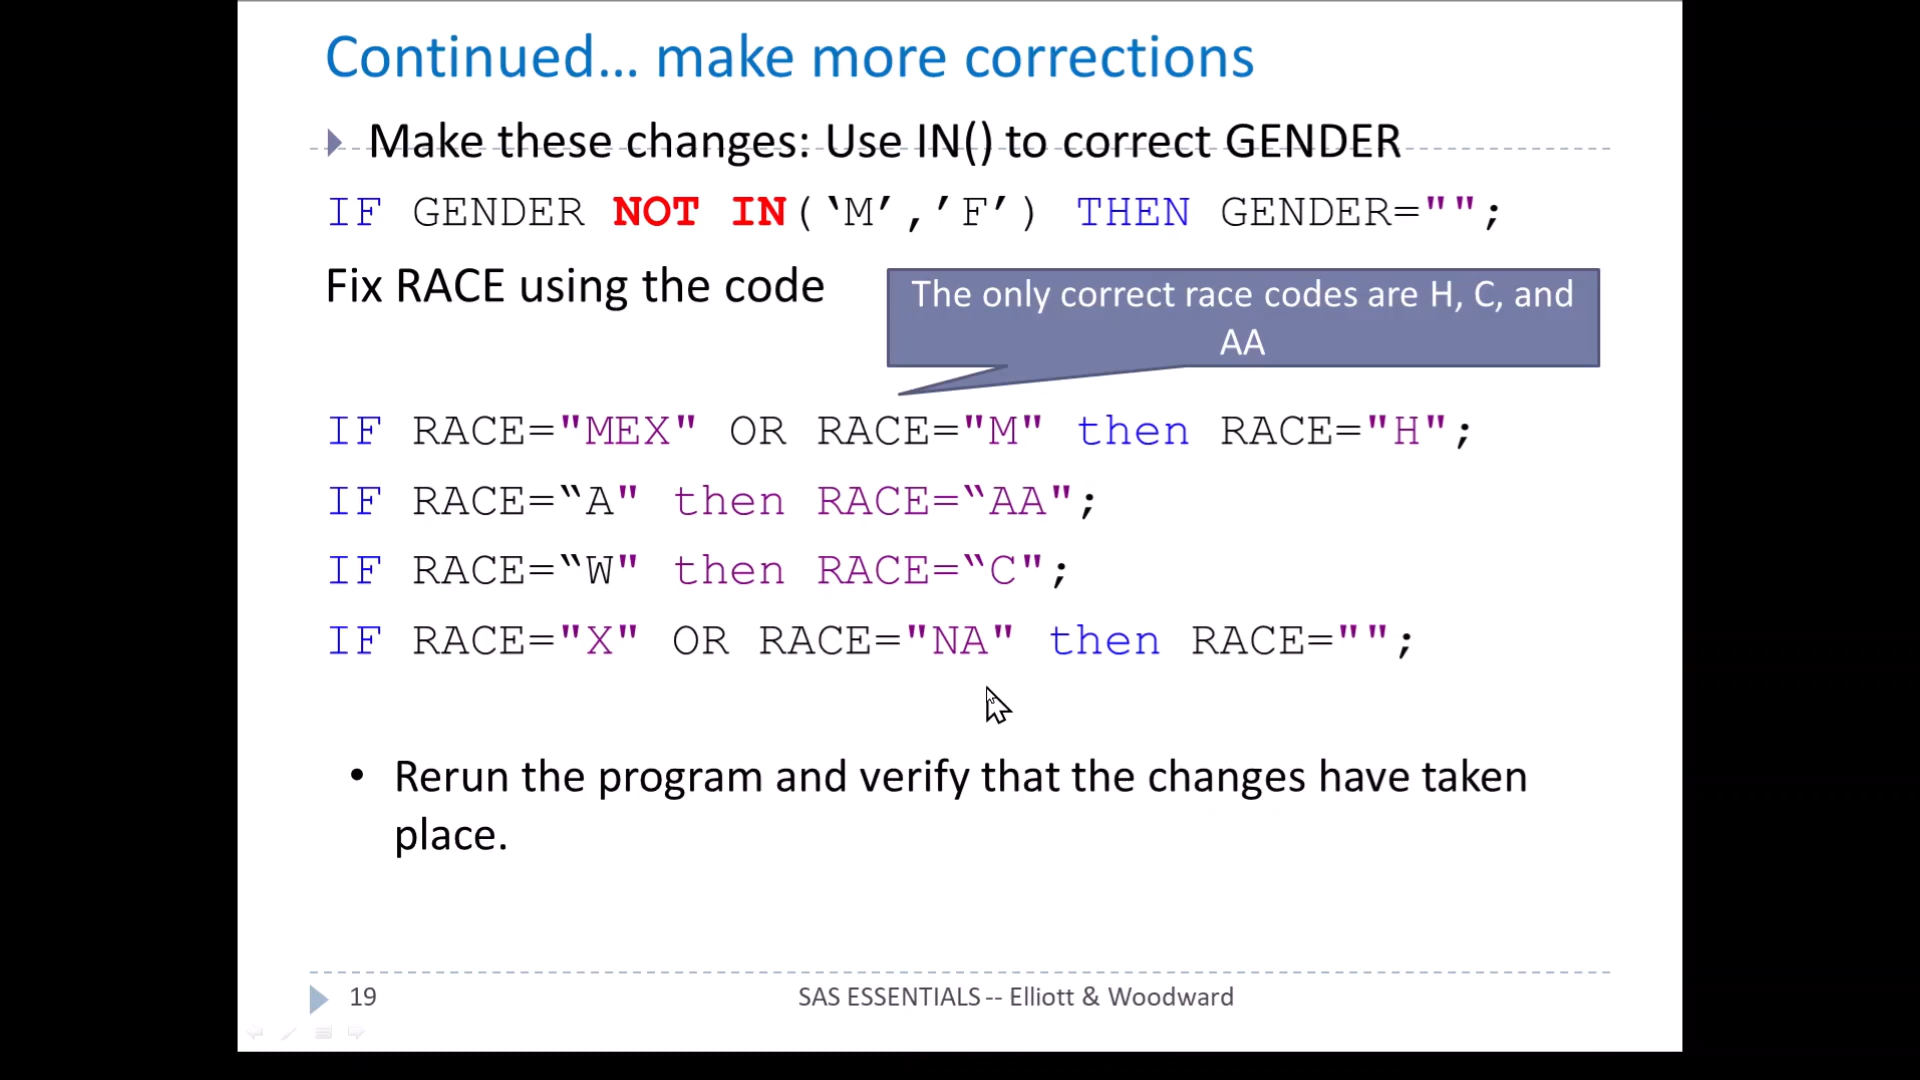 Continued... make more corrections
Make these changes: Use IN() to correct GENDER
IF GENDER NOT IN(‘M’,’F’) THEN GENDER="";
Fix RACE using the code
The only correct race codes are H, C, and
AA
IF RACE="MEX" OR RACE="M" then RACE="H";
IF RACE=“A" then RACE=“AA";
IF RACE=“W" then RACE=“C";
IF RACE="X" OR RACE="NA" then RACE="";
• Rerun the program and verify that the changes have taken
place.
19
SAS ESSENTIALS -- Elliott & Woodward